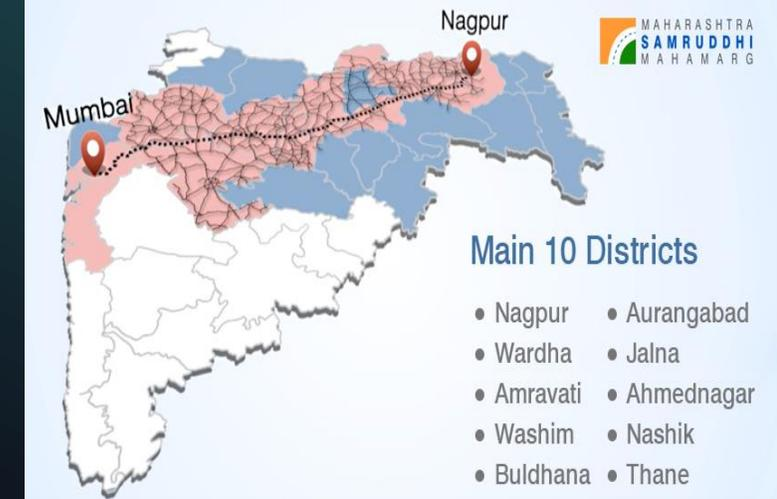 Nagpur
MAHARASHTRA
SAMRUDDHI
MAHAMARG
Mumbai
Main 10 Districts
• Nagpur
• Wardha
• Amravati
• Washim
• Buldhana
• Aurangabad
• Jalna
• Ahmednagar
• Nashik
• Thane